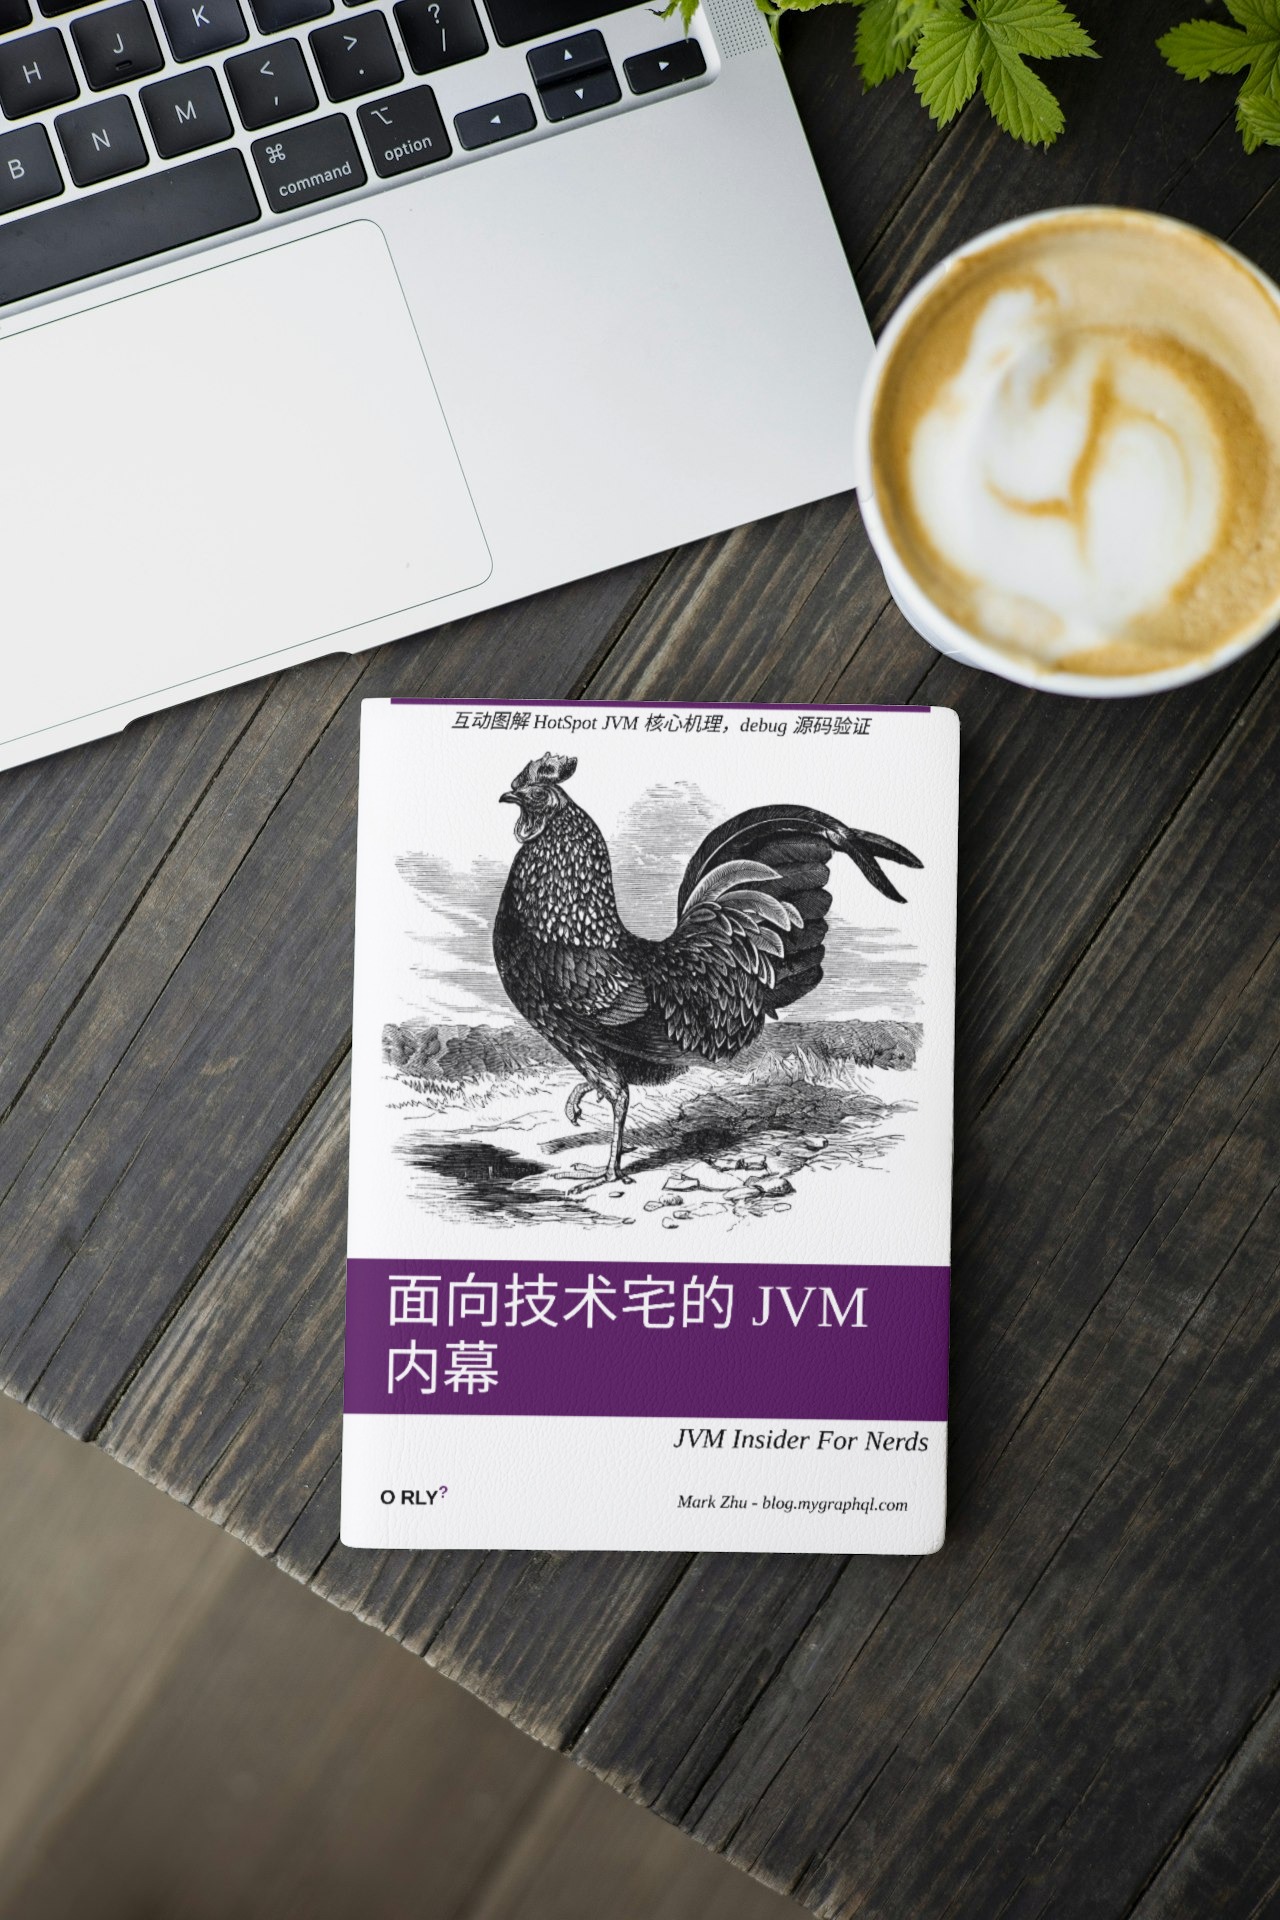 K
H
J
>
.
?
/
B
N
M
<
,
⌘
command
⌥
option
互动图解 HotSpot JVM 核心机理，debug 源码验证
面向技术宅的 JVM
内幕
JVM Insider For Nerds
O RLY?
Mark Zhu - blog.mygraphql.com